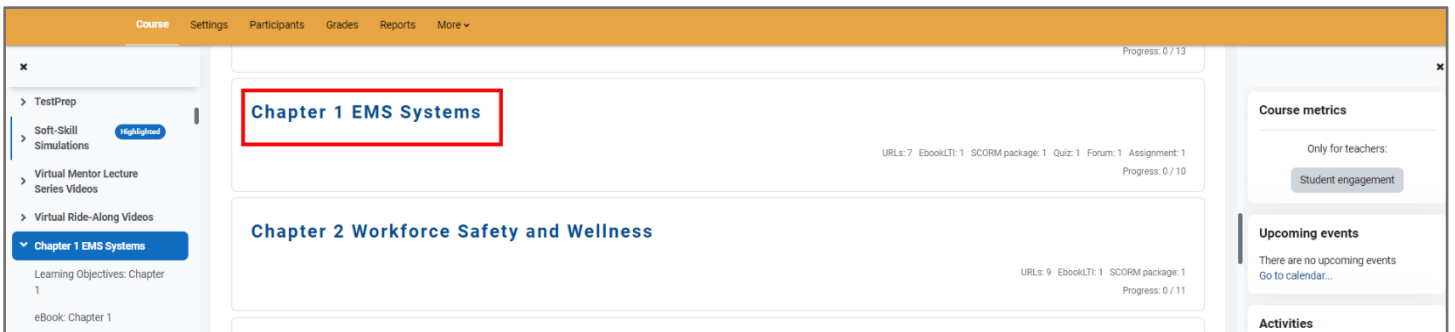 Course Settings Participants Grades Reports More
TestPrep
Soft-Skill
Simulations
Highlighted
Virtual Mentor Lecture
Series Videos
Virtual Ride-Along Videos
Chapter 1 EMS Systems
Learning Objectives: Chapter
1
eBook: Chapter 1
Progress: 0 / 13
Chapter 1 EMS Systems
URLs: 7 EbookLTI: 1 SCORM package: 1 Quiz: 1 Forum: 1 Assignment: 1
Progress: 0 / 10
Chapter 2 Workforce Safety and Wellness
URLs: 9 EbookLTI: 1 SCORM package: 1
Progress: 0 / 11
Course metrics
Only for teachers:
Student engagement
Upcoming events
There are no upcoming events
Go to calendar...
Activities